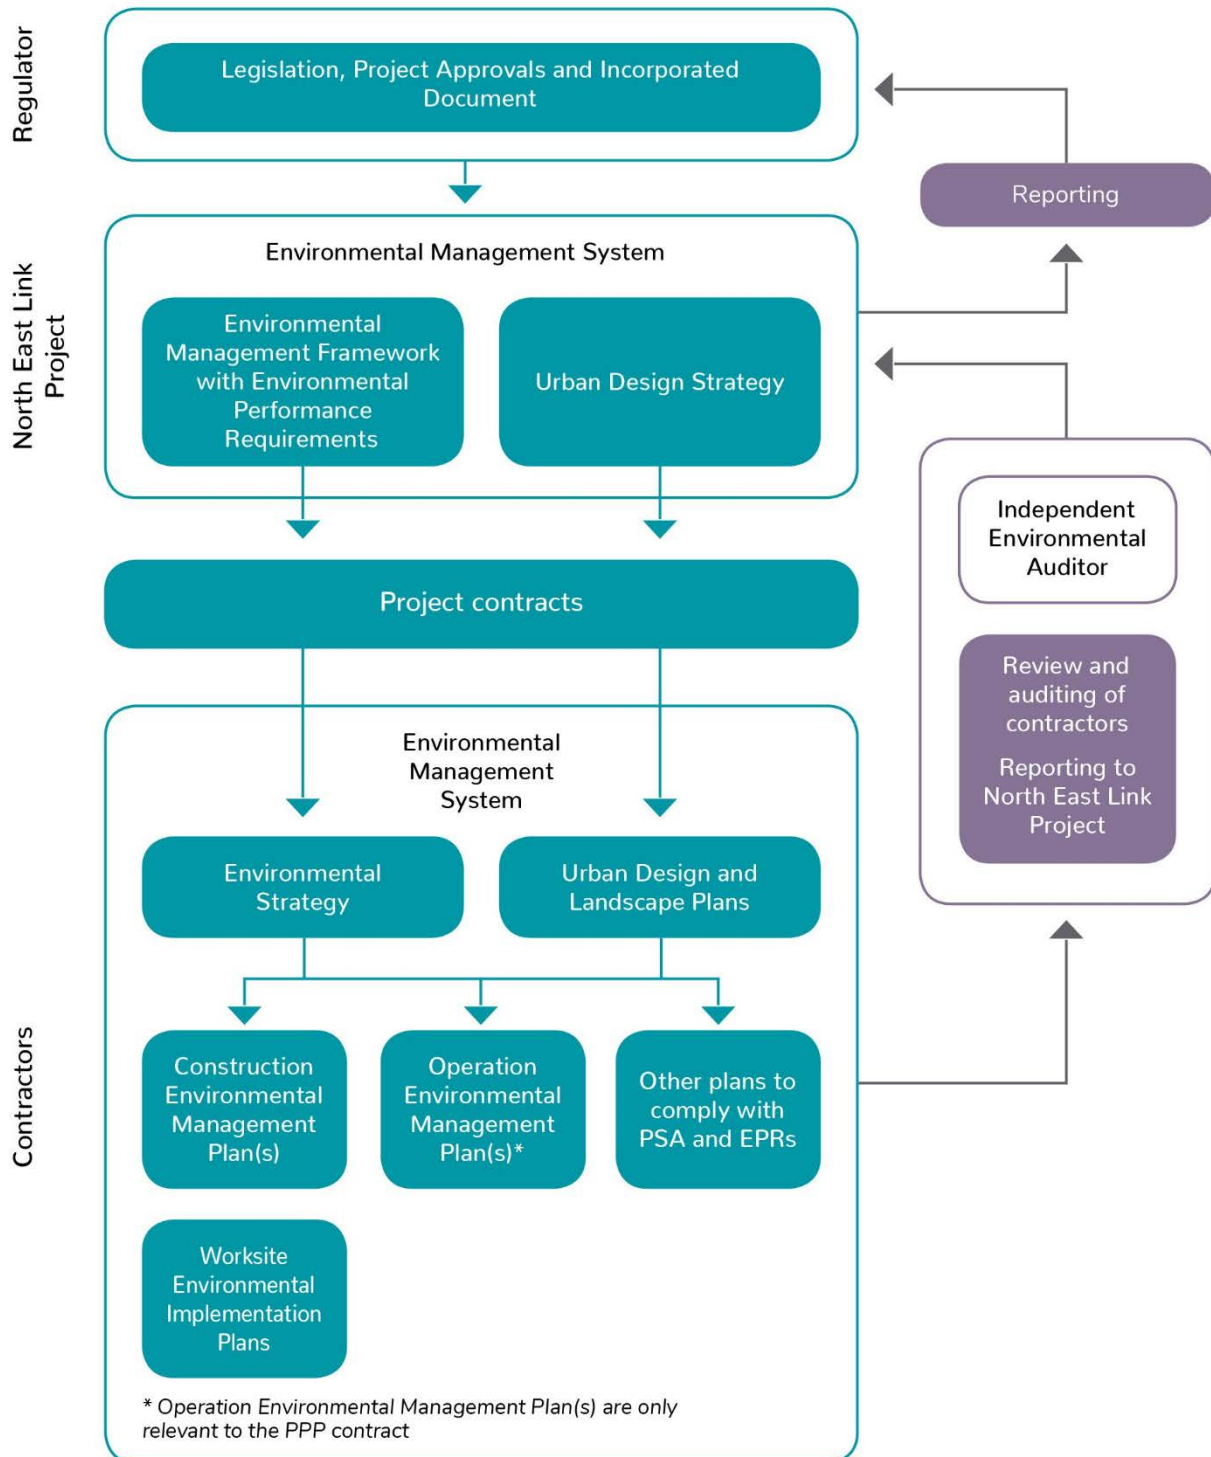 Regulator
Legislation, Project Approvals and Incorporated
Document
Reporting
North East Link
Project
Environmental Management System
Environmental
Management Framework
with Environmental
Performance
Requirements
Urban Design Strategy
Independent
Environmental
Auditor
Review and
auditing of
contractors
Reporting to
North East Link
Project
Project contracts
Contractors
Environmental
Management
System
Environmental
Strategy
Urban Design and
Landscape Plans
Construction
Environmental
Management
Plan(s)
Operation
Environmental
Management
Plan(s)*
Other plans to
comply with
PSA and EPRs
Worksite
Environmental
Implementation
Plans
* Operation Environmental Management Plan(s) are only
relevant to the PPP contract